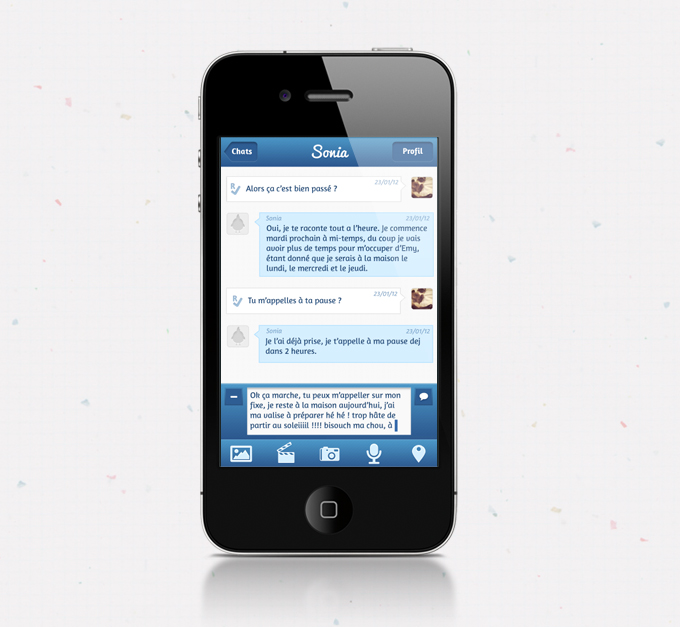 Chats
Sonia
Profil
23/01/12
Alors ça c'est bien passé ?
Sonia
23/01/12
Oui, je te raconte tout a l'heure. Je commence
mardi prochain à mi-temps, du coup je vais
avoir plus de temps pour m'occuper d'Emy,
étant donné que je serais à la maison le
lundi, le mercredi et le jeudi.
23/01/12
Tu m'appelles à ta pause ?
Sonia
23/01/12
Je l'ai déjà prise, je t'appelle à ma pause dej
dans 2 heures.
Ok ça marche, tu peux m'appeller sur mon
fixe, je reste à la maison aujourd'hui, j'ai
ma valise à préparer hé hé ! trop hâte de
partir au soleiiiil !!!! bisouch ma chou, à